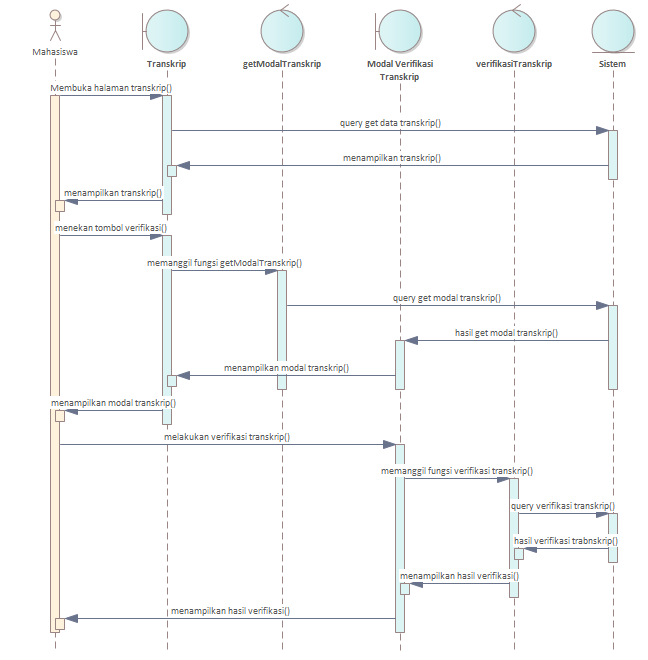 Mahasiswa
Transkrip
getModalTranskrip
Modal Verifikasi
Transkrip
verifikasiTranskrip
Sistem
Membuka halaman transkrip()
query get data transkrip()
menampilkan transkrip()
menampilkan transkrip()
menekan tombol verifikasi()
memanggil fungsi getModalTranskrip()
query get modal transkrip()
hasil get modal transkrip()
menampilkan modal transkrip()
menampilkan modal transkrip()
melakukan verifikasi transkrip()
memanggil fungsi verifikasi transkrip()
query verifikasi transkrip()
hasil verifikasi trabnskrip()
menampilkan hasil verifikasi()
menampilkan hasil verifikasi()